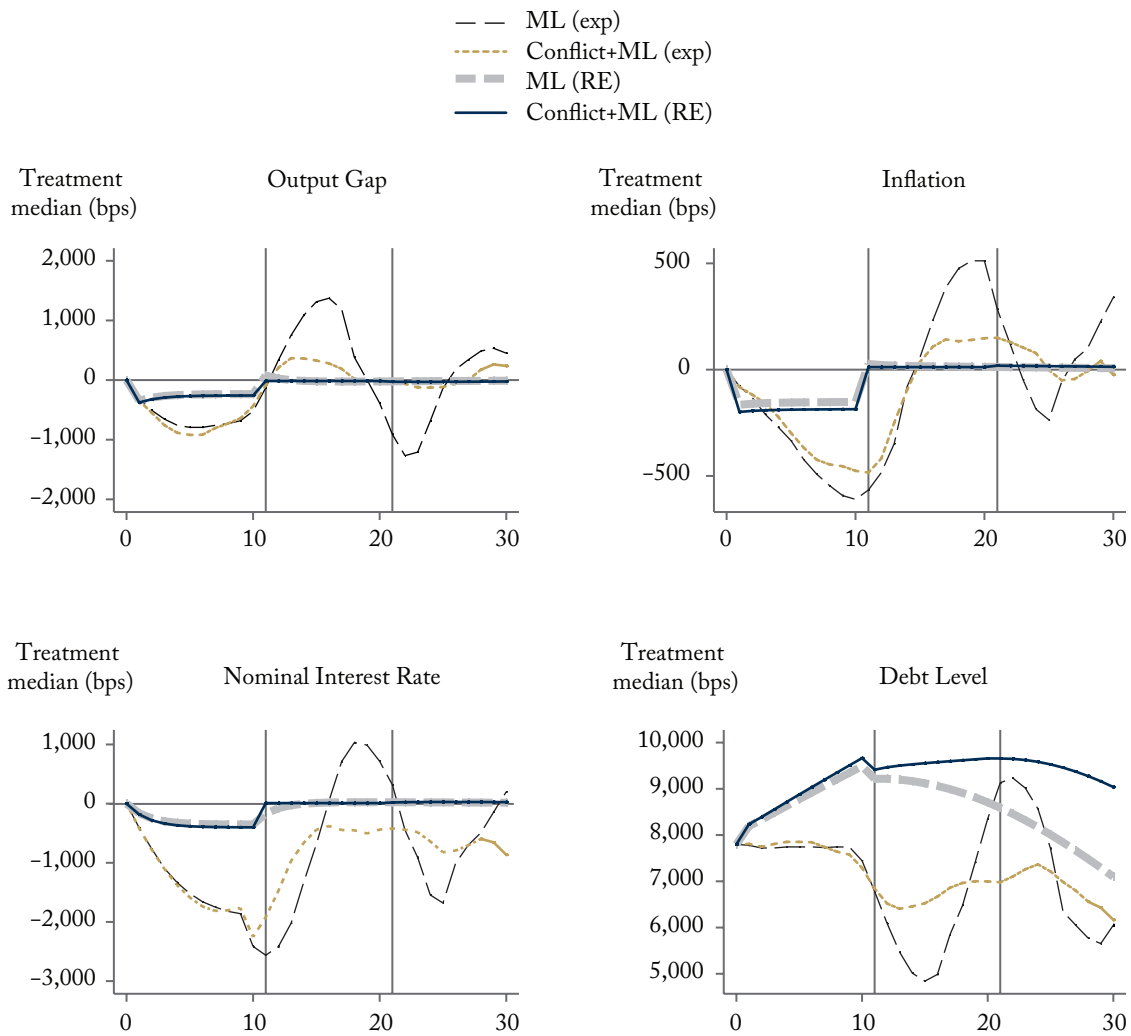 ML (exp)
Conflict+ML (exp)
ML (RE)
Conflict+ML (RE)
Treatment
median (bps)
Output Gap
2,000
1,000
0
−1,000
−2,000
0 10 20 30
Treatment
median (bps)
Inflation
500
0
−500
0 10 20 30
Treatment
median (bps)
Nominal Interest Rate
1,000
0
−1,000
−2,000
−3,000
0 10 20 30
Treatment
median (bps)
Debt Level
10,000
9,000
8,000
7,000
6,000
5,000
0 10 20 30